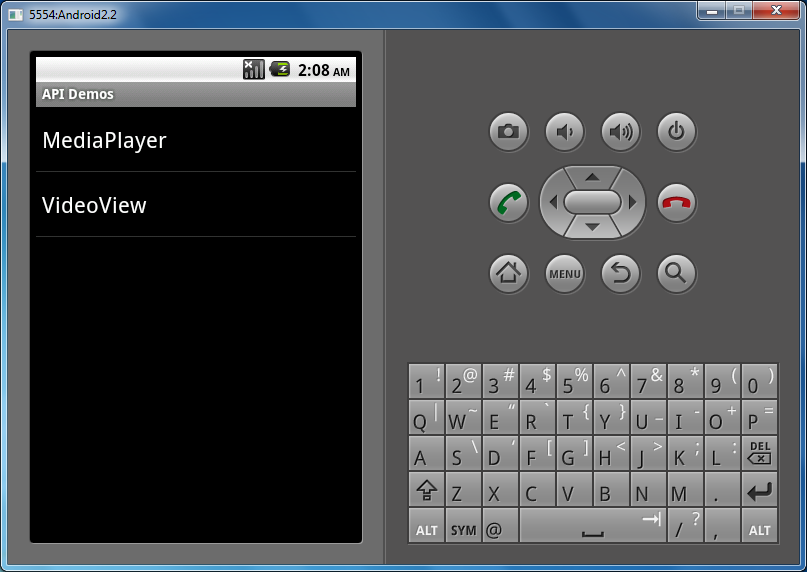 5554:Android2.2
2:08 AM
API Demos
MediaPlayer
VideoView
MENU
1 ! 2 @ 3 # 4 $ 5 % 6 ^ 7 & 8 * 9 ( 0 )
Q | W ~ E “ R ` T { Y } U _ I - O + P =
A S \ D ‘ F [ G ] H < J > K ; L : DEL
Z X C V B N M .
ALT SYM @ / ? , ALT